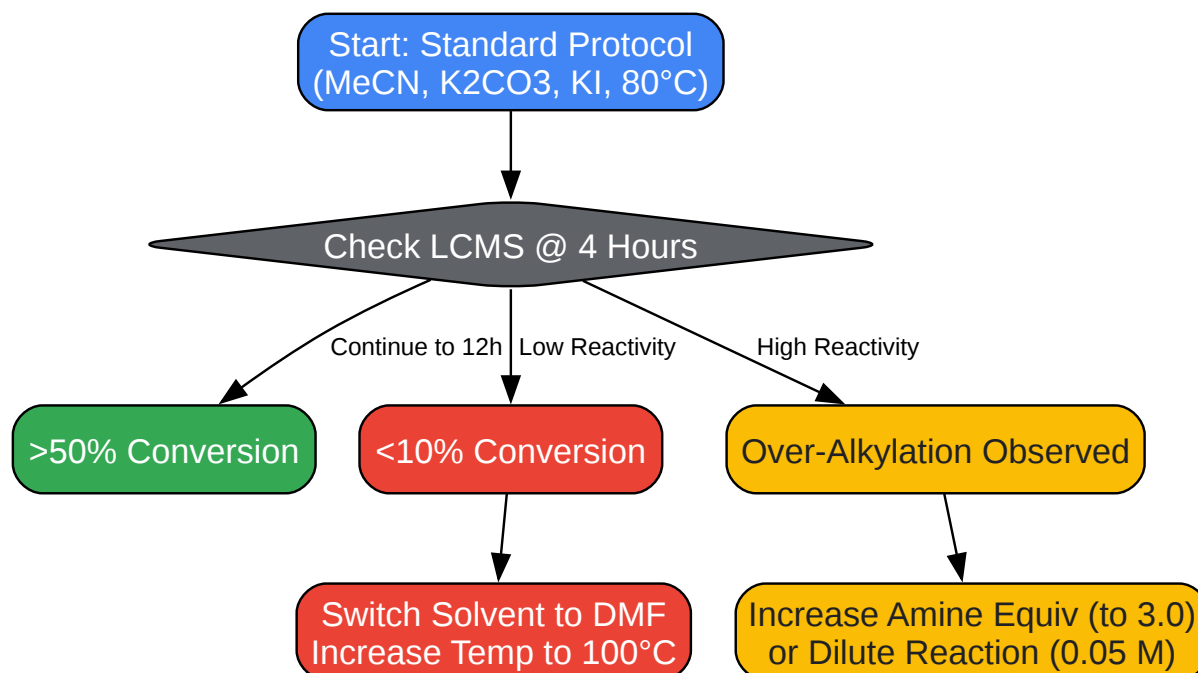 Start: Standard Protocol
(MeCN, K2CO3, KI, 80°C)
Check LCMS @ 4 Hours
Continue to 12h
Low Reactivity
High Reactivity
>50% Conversion
<10% Conversion
Over-Alkylation Observed
Switch Solvent to DMF
Increase Temp to 100°C
Increase Amine Equiv (to 3.0)
or Dilute Reaction (0.05 M)